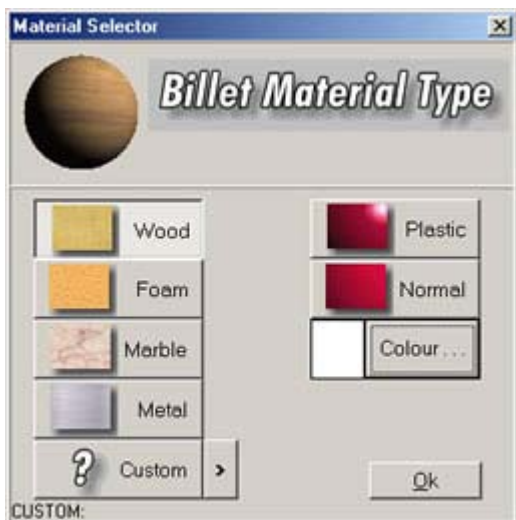 Material Selector
Billet Material Type
Wood
Plastic
Foam
Normal
Marble
Colour . . .
Metal
? Custom >
Ok
CUSTOM: